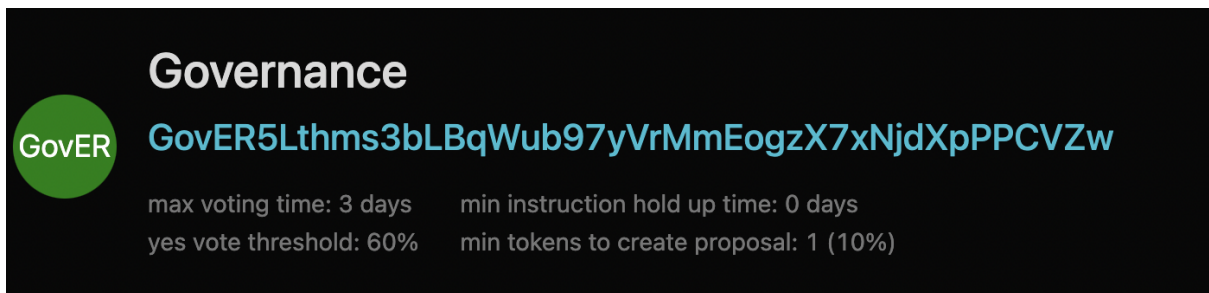 Governance
GovER
GovER5Lthms3bLBqWub97yVrMmEogzX7xNjdXpPPCVZw
max voting time: 3 days min instruction hold up time: 0 days
yes vote threshold: 60% min tokens to create proposal: 1 (10%)